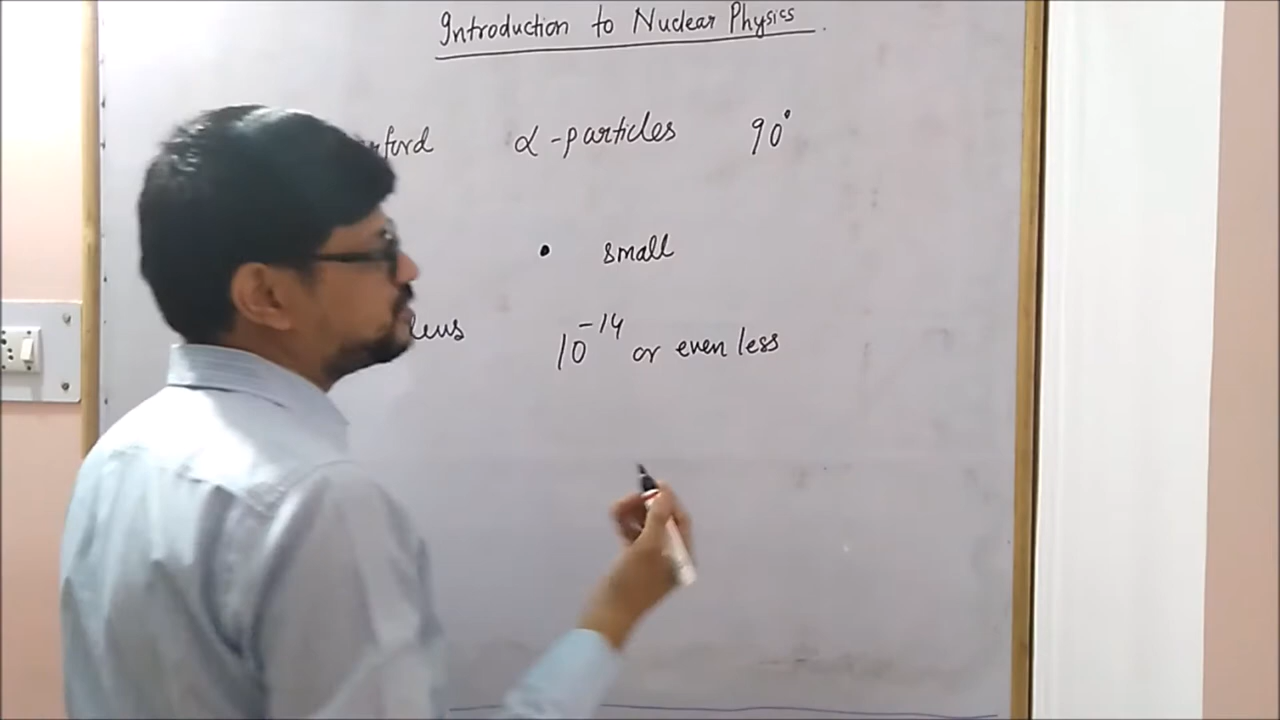 Introduction to Nuclear Physics.
α-particles 90°
• small
10⁻¹⁴ or even less